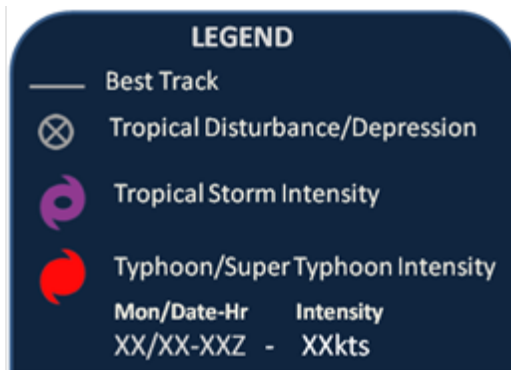 LEGEND
Best Track
Tropical Disturbance/Depression
Tropical Storm Intensity
Typhoon/Super Typhoon Intensity
Mon/Date-Hr Intensity
XX/XX-XXZ - XXkts